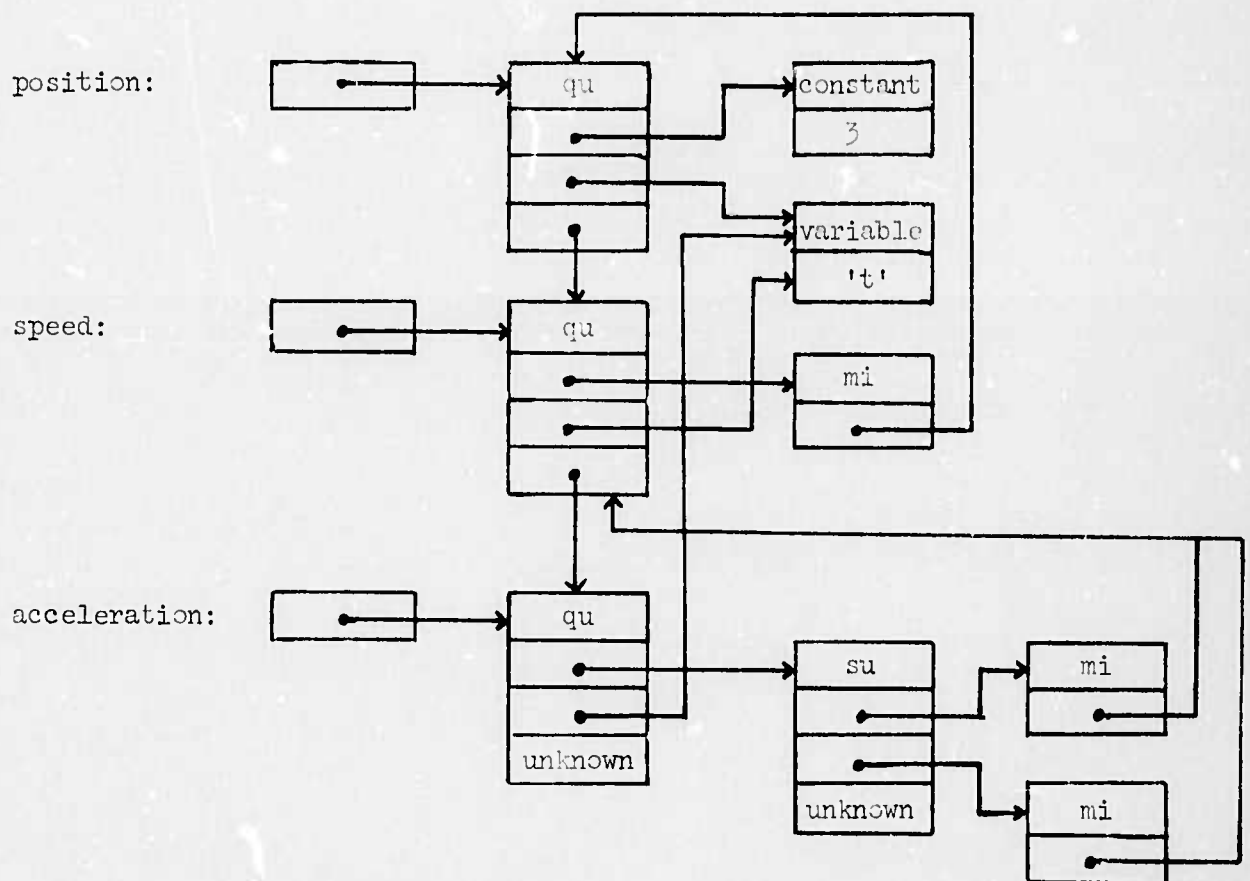 position:
qu
constant
3
variable
't'
speed:
qu
mi
acceleration:
qu
su
mi
unknown
unknown
mi